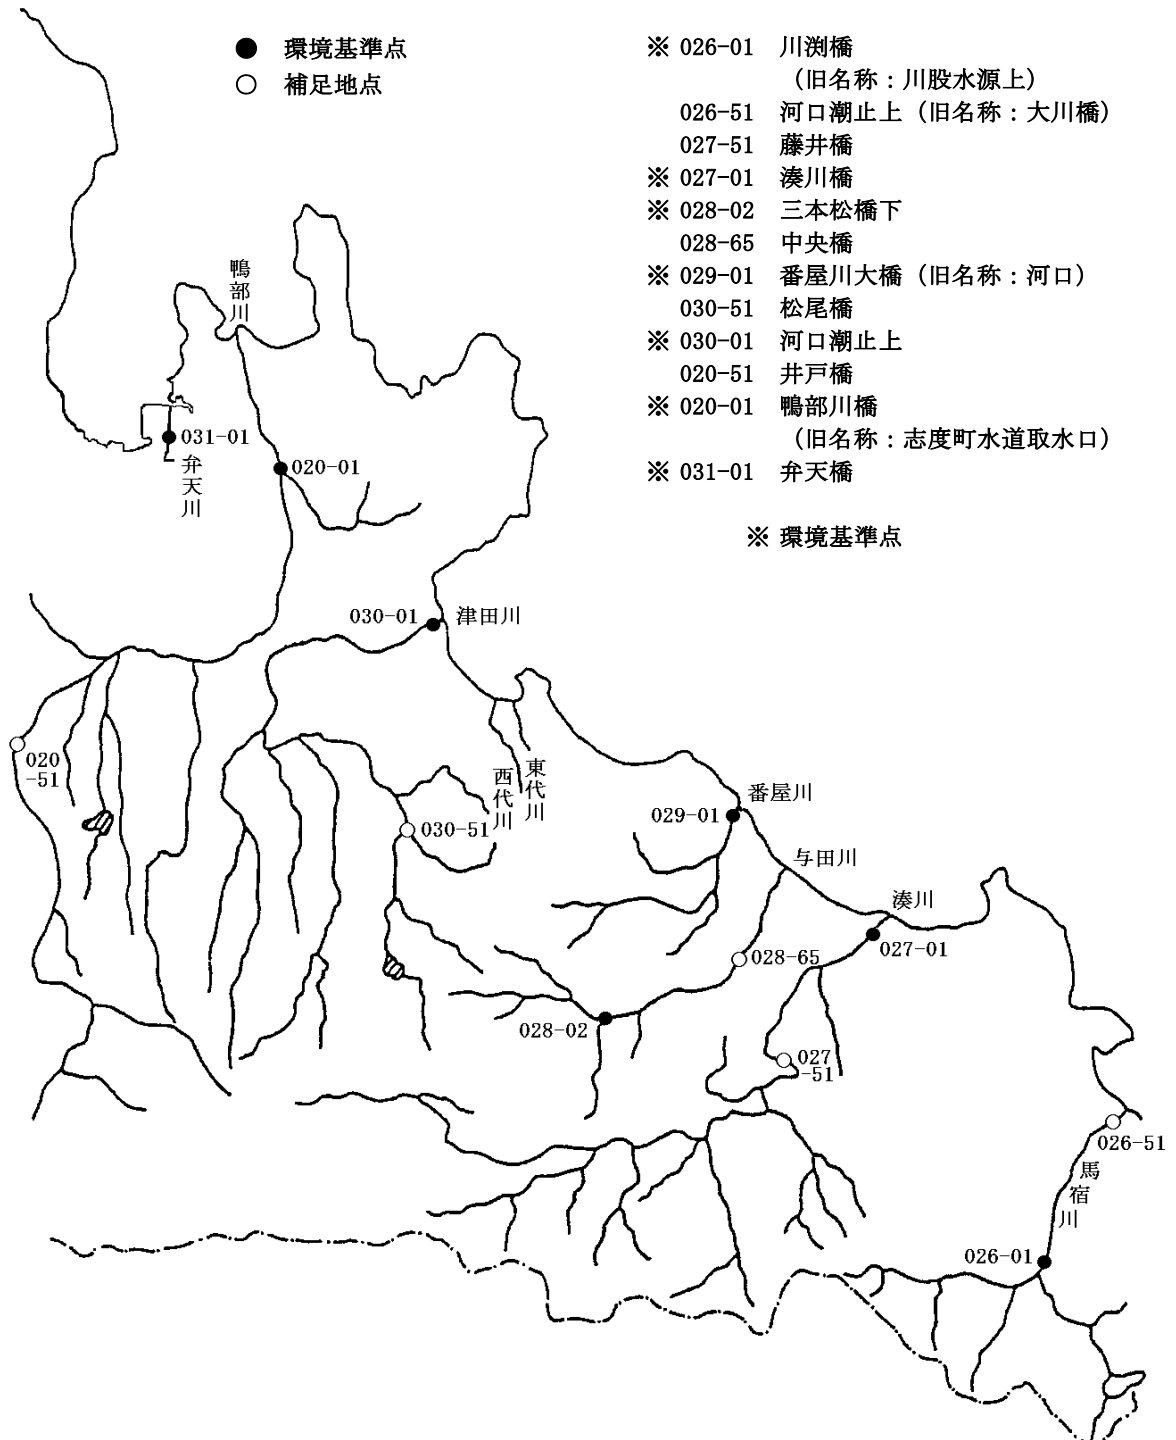 ● 環境基準点
○ 補足地点
※ 026-01 川渕橋
（旧名称：川股水源上）
026-51 河口潮止上（旧名称：大川橋）
027-51 藤井橋
※ 027-01 湊川橋
※ 028-02 三本松橋下
028-65 中央橋
※ 029-01 番屋川大橋（旧名称：河口）
030-51 松尾橋
※ 030-01 河口潮止上
020-51 井戸橋
※ 020-01 鴨部川橋
（旧名称：志度町水道取水口）
※ 031-01 弁天橋
※ 環境基準点
鴨部川
031-01
弁天川
020-01
030-01
津田川
020
-51
西代川
東代川
030-51
番屋川
029-01
与田川
湊川
027-01
028-65
028-02
027
-51
026-51
馬宿川
026-01